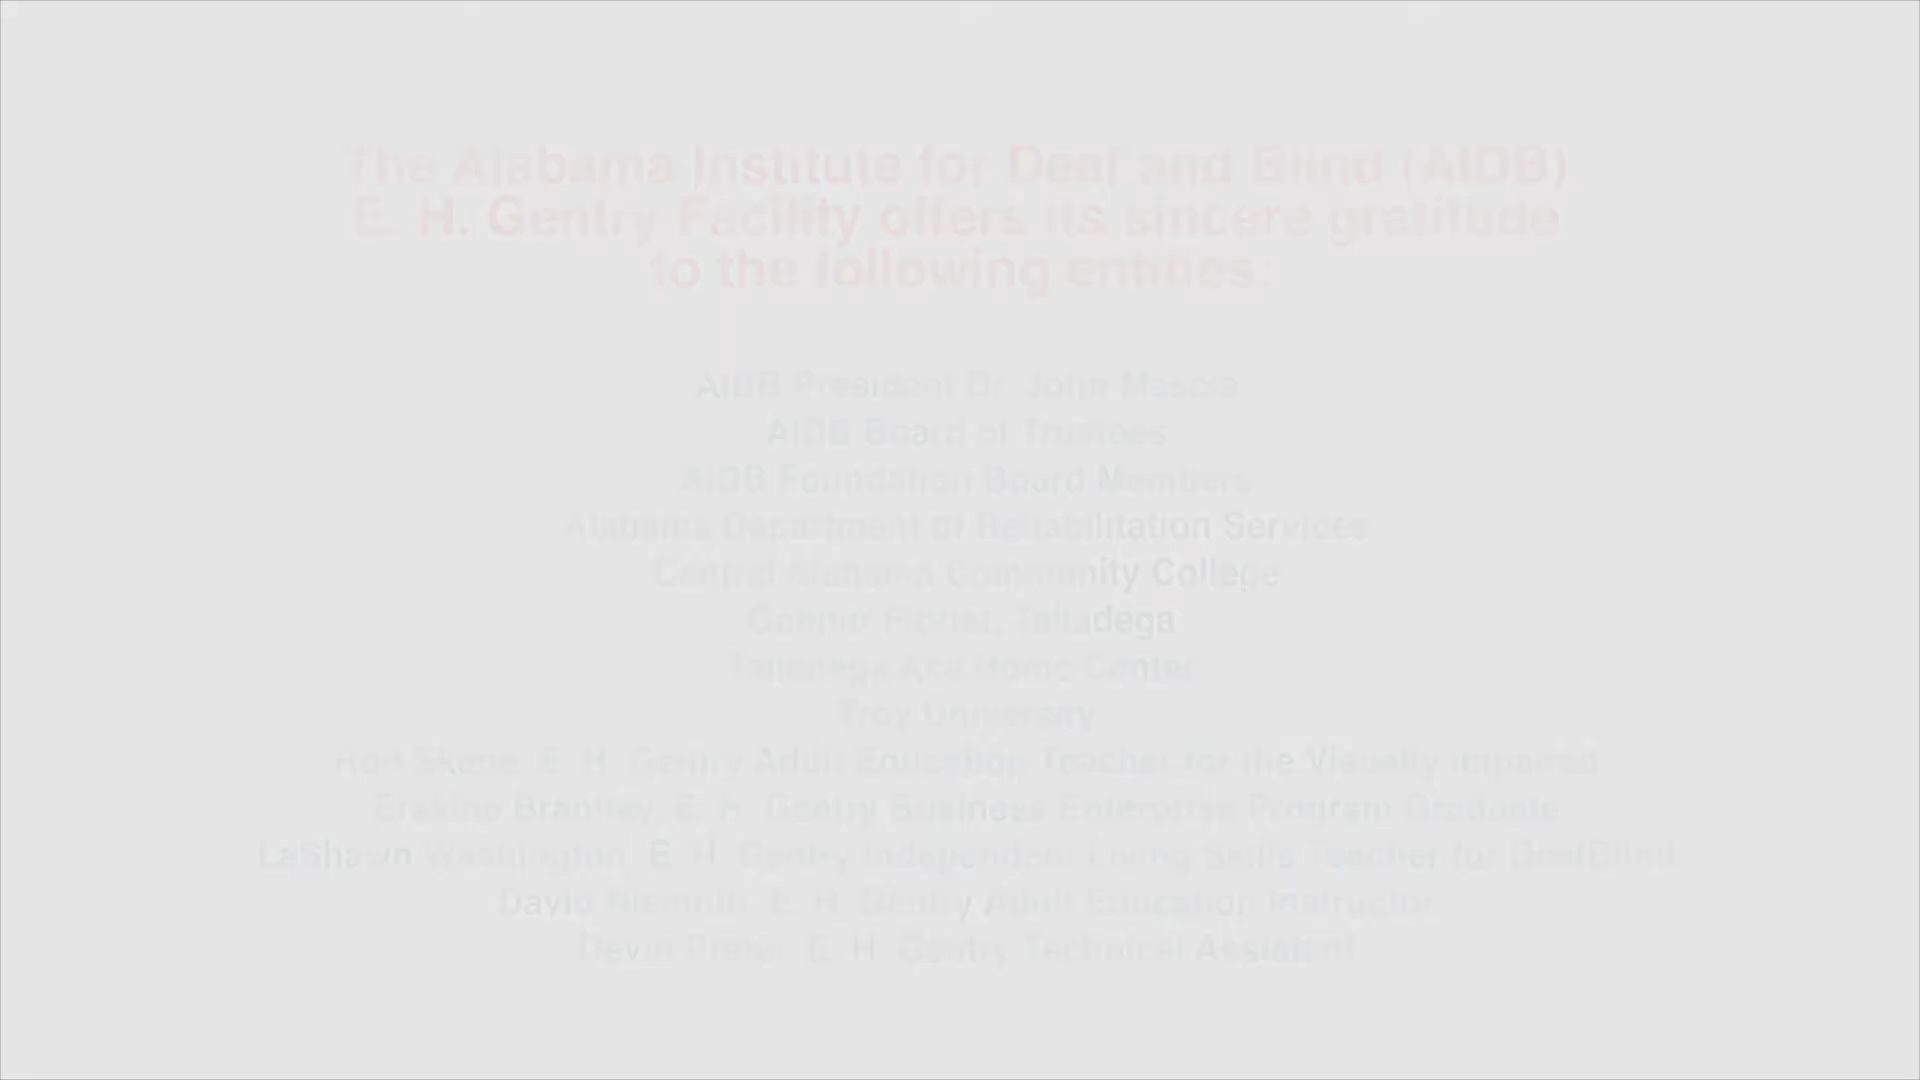 The Alabama Institute for Deaf and Blind (AIDB)
E. H. Gentry Facility offers its sincere gratitude
to the following entities:
AIDB President Dr. John Mascia
AIDB Board of Trustees
AIDB Foundation Board Members
Alabama Department of Rehabilitation Services
Central Alabama Community College
Talladega
Talladega Ace Home Center
Troy University
Rod Skene, E. H. Gentry Adult Education Teacher for the Visually Impaired
Erskine Brantley, E. H. Gentry Business Enterprise Program Graduate
LaShawn Washington, E. H. Gentry Independent Living Skills Teacher for DeafBlind
David E. H. Gentry Adult Education Instructor
Devin Prater, E. H. Gentry Technical Assistant